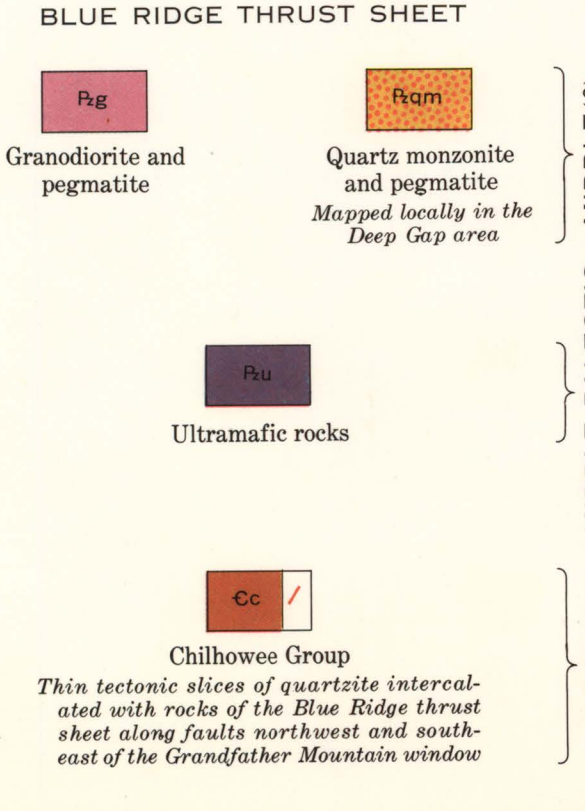 BLUE RIDGE THRUST SHEET
Pzg
Pzqm
Granodiorite and
pegmatite
Quartz monzonite
and pegmatite
Mapped locally in the
Deep Gap area
Pzu
Ultramafic rocks
Єc
Chilhowee Group
Thin tectonic slices of quartzite intercal-
ated with rocks of the Blue Ridge thrust
sheet along faults northwest and south-
east of the Grandfather Mountain window